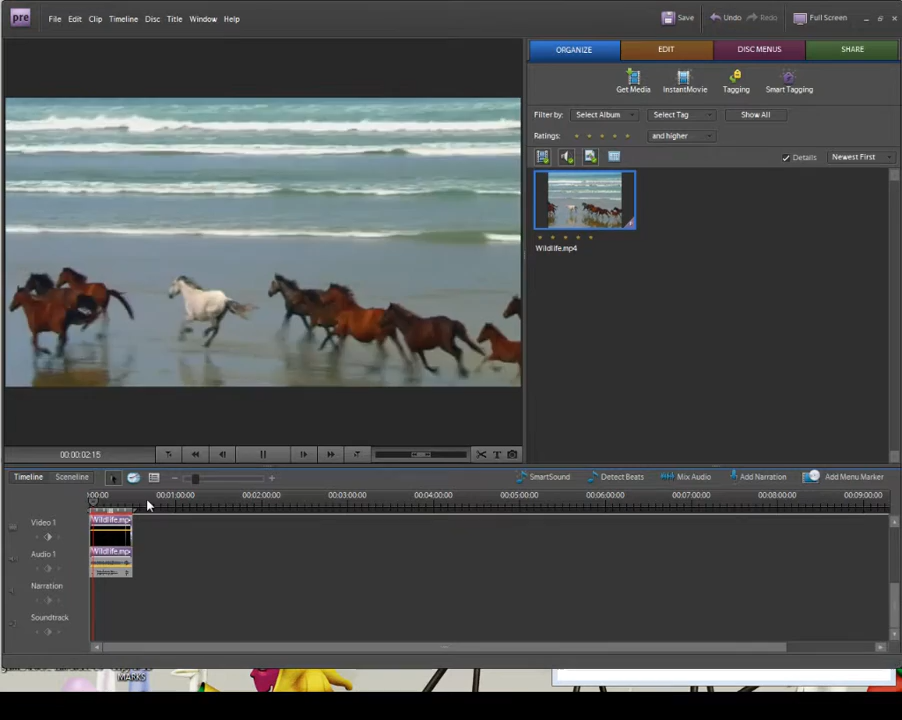 pre File Edit Clip Timeline Disc Title Window Help Save Undo Redo Full Screen
ORGANIZE EDIT DISC MENUS SHARE
Get Media InstantMovie Tagging Smart Tagging
Filter by: Select Album Select Tag Show All
Ratings: and higher
Details Newest First
Wildlife.mp4
00:00:02:15
Timeline Sceneline SmartSound Detect Beats Mix Audio Add Narration Add Menu Marker
00:01:00:00 00:02:00:00 00:03:00:00 00:04:00:00 00:05:00:00 00:06:00:00 00:07:00:00 00:08:00:00 00:09:00:00
Video 1 Wildlife.mp
Audio 1 Wildlife.mp
Narration
Soundtrack
MARKS